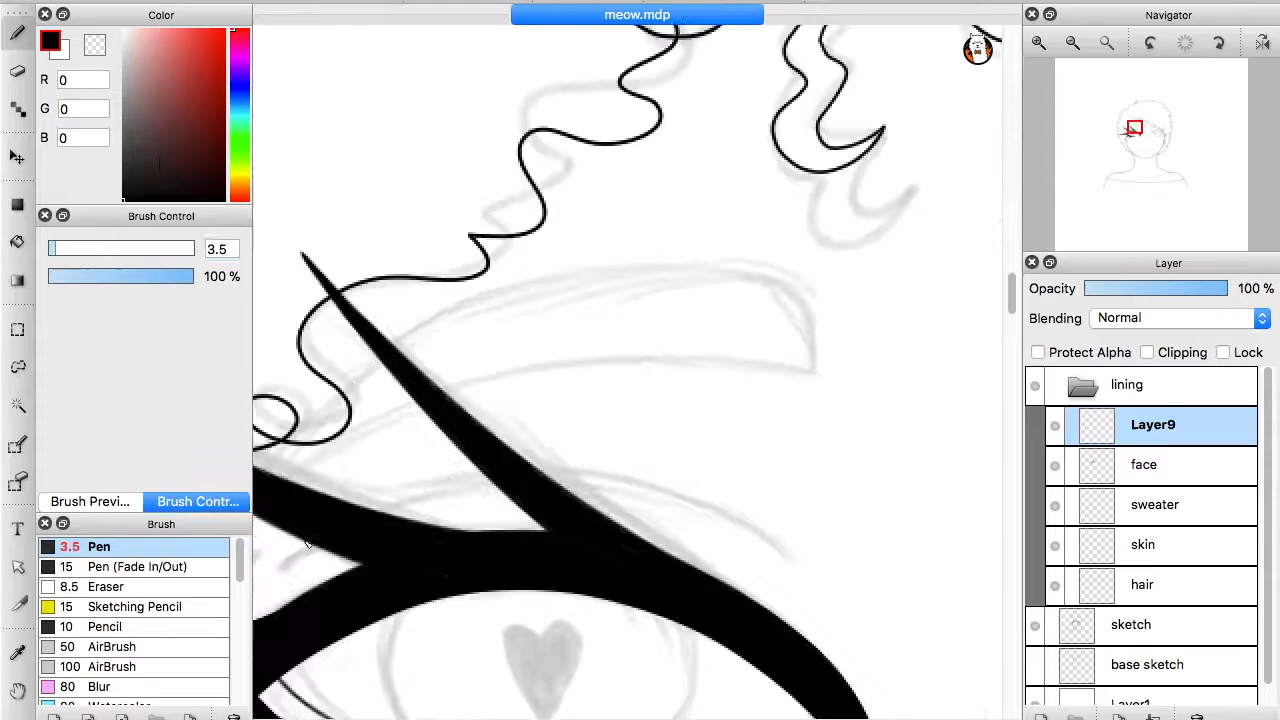 Color
meow.mdp
Navigator
R 0
G 0
B 0
Brush Control
3.5
100 %
Brush Previ... Brush Contr...
Brush
3.5 Pen
15 Pen (Fade In/Out)
8.5 Eraser
15 Sketching Pencil
10 Pencil
50 AirBrush
100 AirBrush
80 Blur
Layer
Opacity 100 %
Blending Normal
Protect Alpha Clipping Lock
lining
Layer9
face
sweater
skin
hair
sketch
base sketch
Layer1